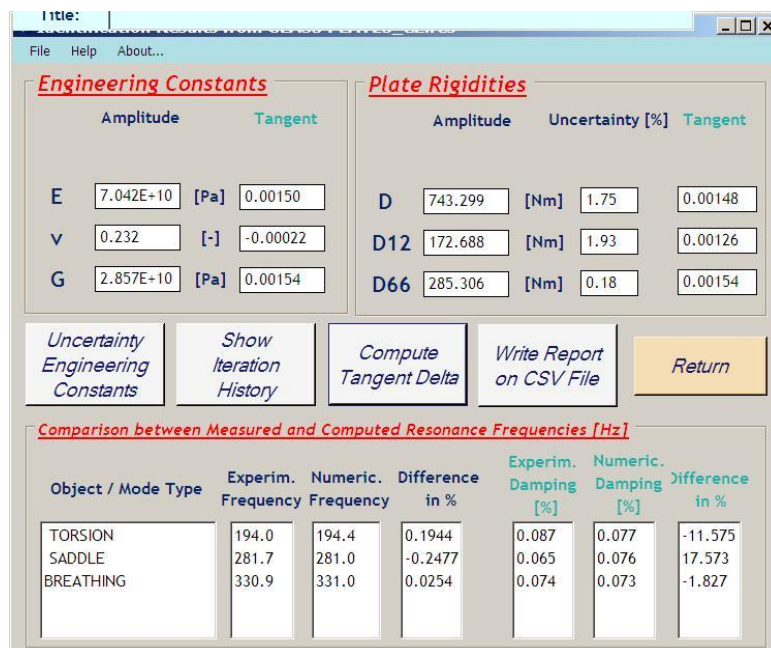 Title:
File Help About...
Engineering Constants
Plate Rigidities
Amplitude Tangent
Amplitude Uncertainty [%] Tangent
E 7.042E+10 [Pa] 0.00150
D 743.299 [Nm] 1.75 0.00148
ν 0.232 [-] -0.00022
D12 172.688 [Nm] 1.93 0.00126
G 2.857E+10 [Pa] 0.00154
D66 285.306 [Nm] 0.18 0.00154
Uncertainty
Engineering
Constants
Show
Iteration
History
Compute
Tangent Delta
Write Report
on CSV File
Return
Comparison between Measured and Computed Resonance Frequencies [Hz]
Object / Mode Type
Experim.
Frequency
Numeric.
Frequency
Difference
in %
Experim.
Damping
[%]
Numeric.
Damping
[%]
Difference
in %
TORSION 194.0 194.4 0.1944 0.087 0.077 -11.575
SADDLE 281.7 281.0 -0.2477 0.065 0.076 17.573
BREATHING 330.9 331.0 0.0254 0.074 0.073 -1.827